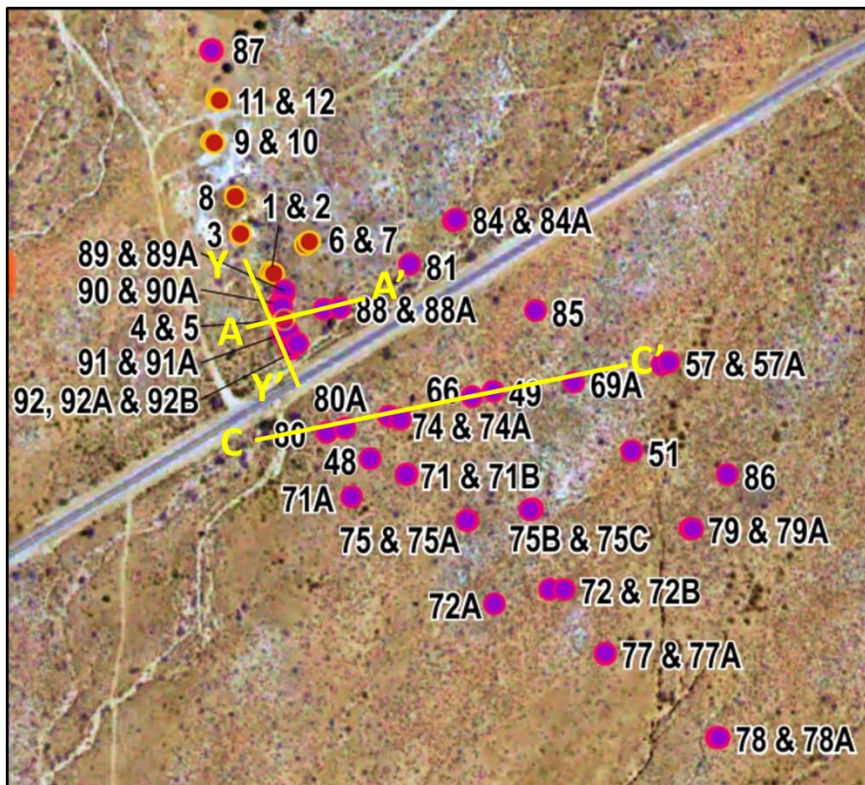 87
11 & 12
9 & 10
8
1 & 2
84 & 84A
3
6 & 7
89 & 89A
Y
81
90 & 90A
A'
88 & 88A
85
4 & 5
A
91 & 91A
C'
57 & 57A
Y'
66
49
69A
92, 92A & 92B
80A
74 & 74A
80
C
48
51
71 & 71B
86
71A
75 & 75A
75B & 75C
79 & 79A
72A
72 & 72B
77 & 77A
78 & 78A